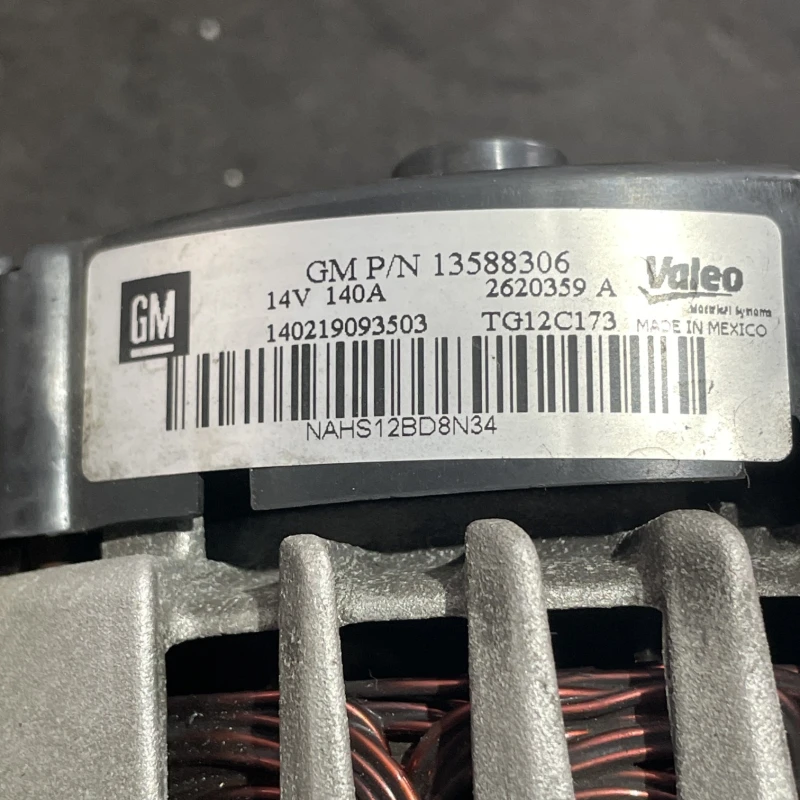 GM
GM P/N 13588306
14V 140A 2620359 A
140219093503 TG12C173
Valeo
MADE IN MEXICO
NAHS12BD8N34